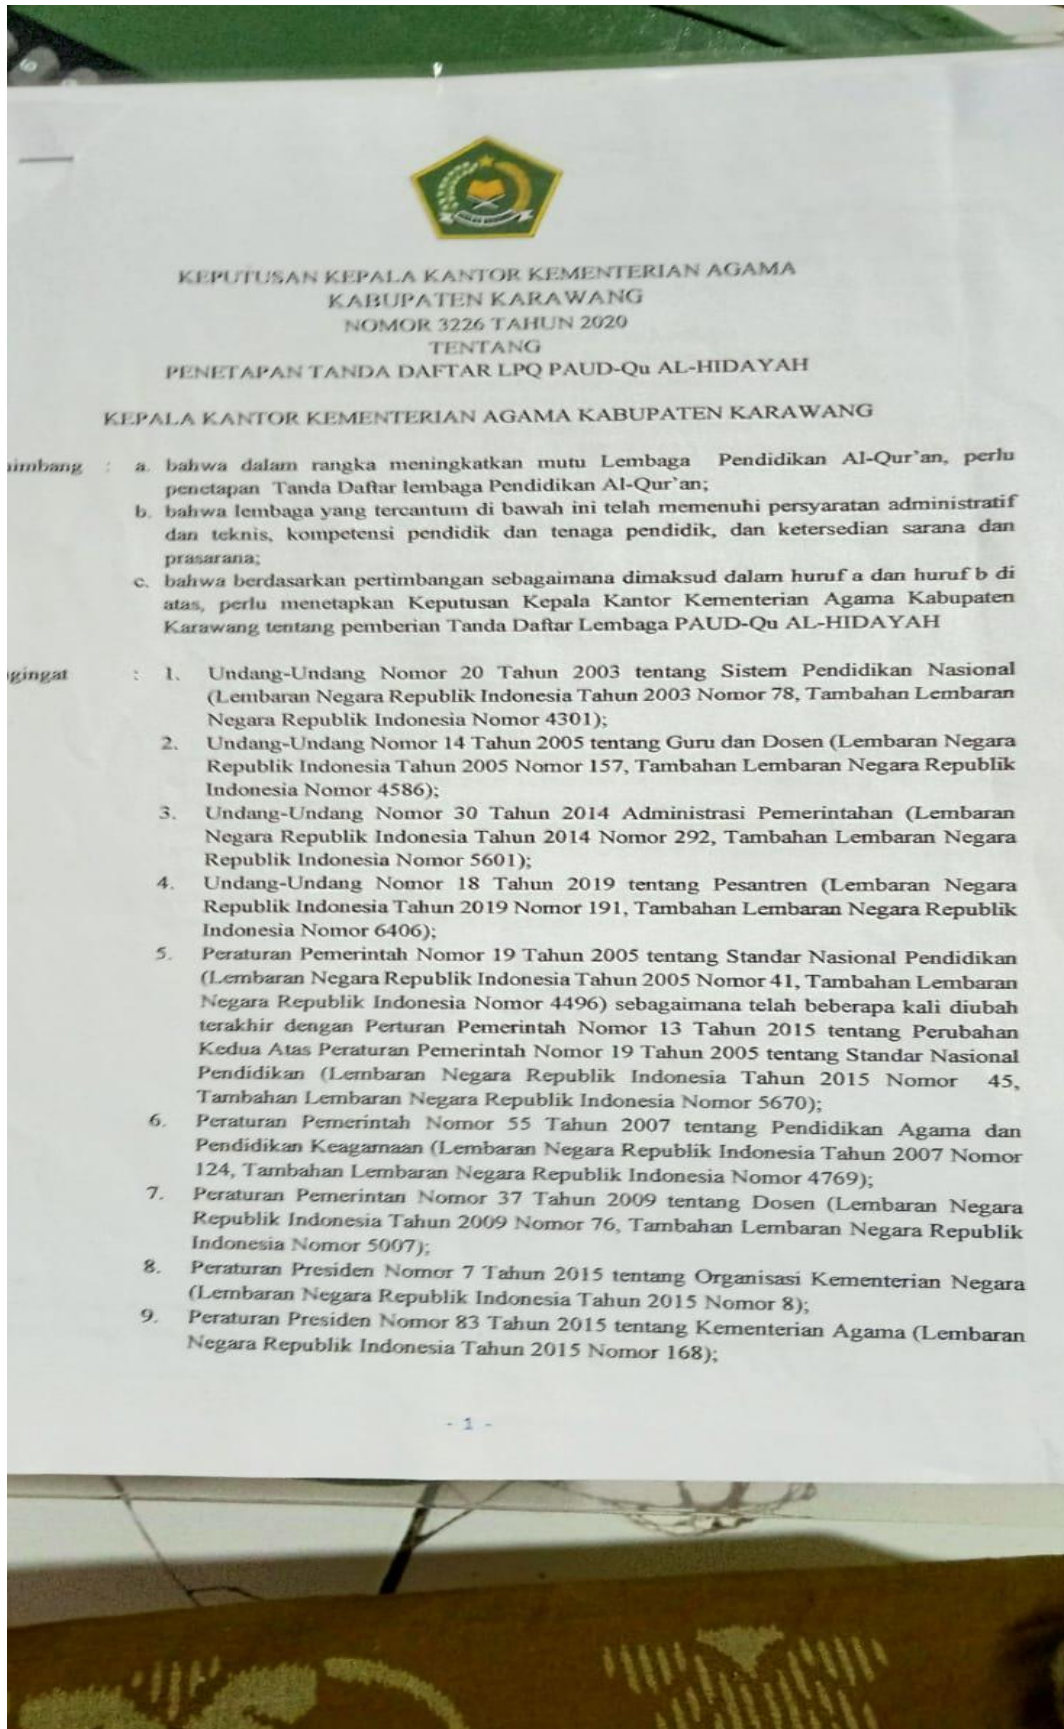 KEPUTUSAN KEPALA KANTOR KEMENTERIAN AGAMA
KABUPATEN KARAWANG
NOMOR 3226 TAHUN 2020
TENTANG
PENETAPAN TANDA DAFTAR LPQ PAUD-Qu AL-HIDAYAH
KEPALA KANTOR KEMENTERIAN AGAMA KABUPATEN KARAWANG
imbang : a. bahwa dalam rangka meningkatkan mutu Lembaga Pendidikan Al-Qur'an, perlu
penetapan Tanda Daftar lembaga Pendidikan Al-Qur'an;
b. bahwa lembaga yang tercantum di bawah ini telah memenuhi persyaratan administratif
dan teknis, kompetensi pendidik dan tenaga pendidik, dan ketersedian sarana dan
prasarana;
c. bahwa berdasarkan pertimbangan sebagaimana dimaksud dalam huruf a dan huruf b di
atas, perlu menetapkan Keputusan Kepala Kantor Kementerian Agama Kabupaten
Karawang tentang pemberian Tanda Daftar Lembaga PAUD-Qu AL-HIDAYAH
gingat : 1. Undang-Undang Nomor 20 Tahun 2003 tentang Sistem Pendidikan Nasional
(Lembaran Negara Republik Indonesia Tahun 2003 Nomor 78, Tambahan Lembaran
Negara Republik Indonesia Nomor 4301);
2. Undang-Undang Nomor 14 Tahun 2005 tentang Guru dan Dosen (Lembaran Negara
Republik Indonesia Tahun 2005 Nomor 157, Tambahan Lembaran Negara Republik
Indonesia Nomor 4586);
3. Undang-Undang Nomor 30 Tahun 2014 Administrasi Pemerintahan (Lembaran
Negara Republik Indonesia Tahun 2014 Nomor 292, Tambahan Lembaran Negara
Republik Indonesia Nomor 5601);
4. Undang-Undang Nomor 18 Tahun 2019 tentang Pesantren (Lembaran Negara
Republik Indonesia Tahun 2019 Nomor 191, Tambahan Lembaran Negara Republik
Indonesia Nomor 6406);
5. Peraturan Pemerintah Nomor 19 Tahun 2005 tentang Standar Nasional Pendidikan
(Lembaran Negara Republik Indonesia Tahun 2005 Nomor 41, Tambahan Lembaran
Negara Republik Indonesia Nomor 4496) sebagaimana telah beberapa kali diubah
terakhir dengan Perturan Pemerintah Nomor 13 Tahun 2015 tentang Perubahan
Kedua Atas Peraturan Pemerintah Nomor 19 Tahun 2005 tentang Standar Nasional
Pendidikan (Lembaran Negara Republik Indonesia Tahun 2015 Nomor 45,
Tambahan Lembaran Negara Republik Indonesia Nomor 5670);
6. Peraturan Pemerintah Nomor 55 Tahun 2007 tentang Pendidikan Agama dan
Pendidikan Keagamaan (Lembaran Negara Republik Indonesia Tahun 2007 Nomor
124, Tambahan Lembaran Negara Republik Indonesia Nomor 4769);
7. Peraturan Pemerintan Nomor 37 Tahun 2009 tentang Dosen (Lembaran Negara
Republik Indonesia Tahun 2009 Nomor 76, Tambahan Lembaran Negara Republik
Indonesia Nomor 5007);
8. Peraturan Presiden Nomor 7 Tahun 2015 tentang Organisasi Kementerian Negara
(Lembaran Negara Republik Indonesia Tahun 2015 Nomor 8);
9. Peraturan Presiden Nomor 83 Tahun 2015 tentang Kementerian Agama (Lembaran
Negara Republik Indonesia Tahun 2015 Nomor 168);
- 1 -